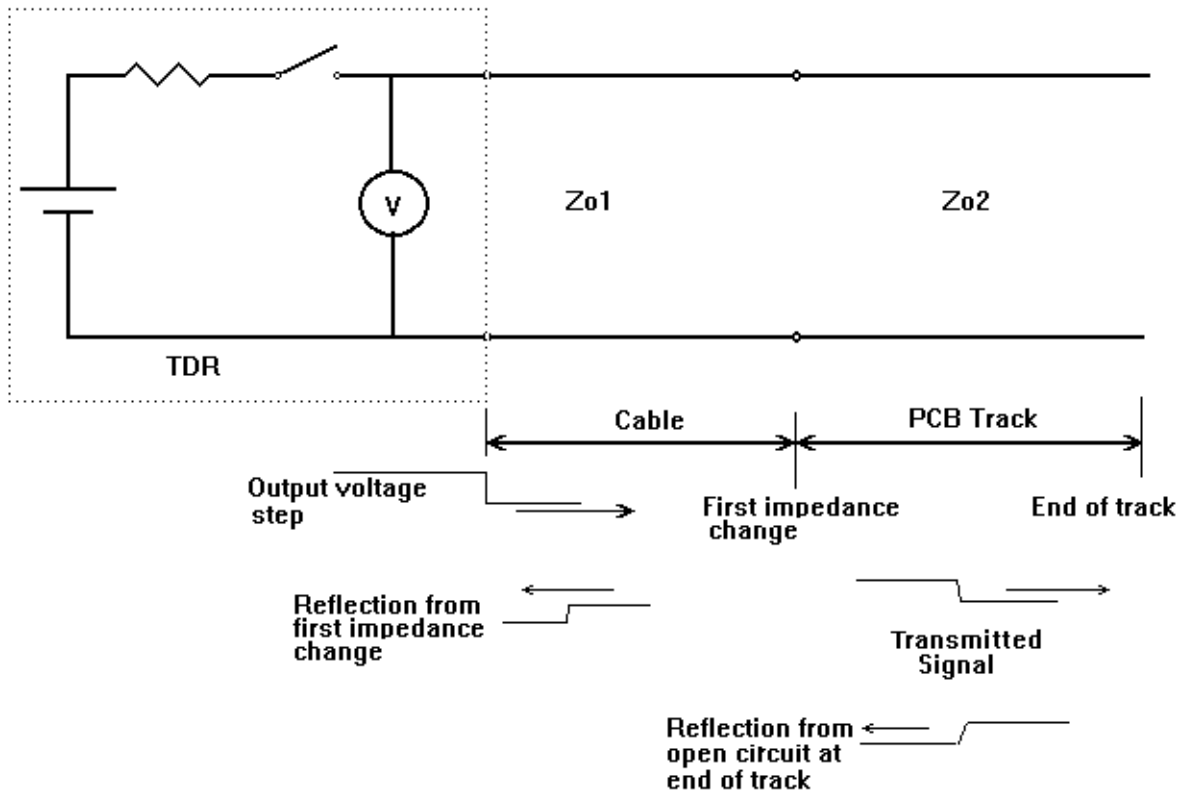 V
Zo1
Zo2
TDR
Cable
PCB Track
Output voltage
step
First impedance
change
End of track
Reflection from
first impedance
change
Transmitted
Signal
Reflection from
open circuit at
end of track